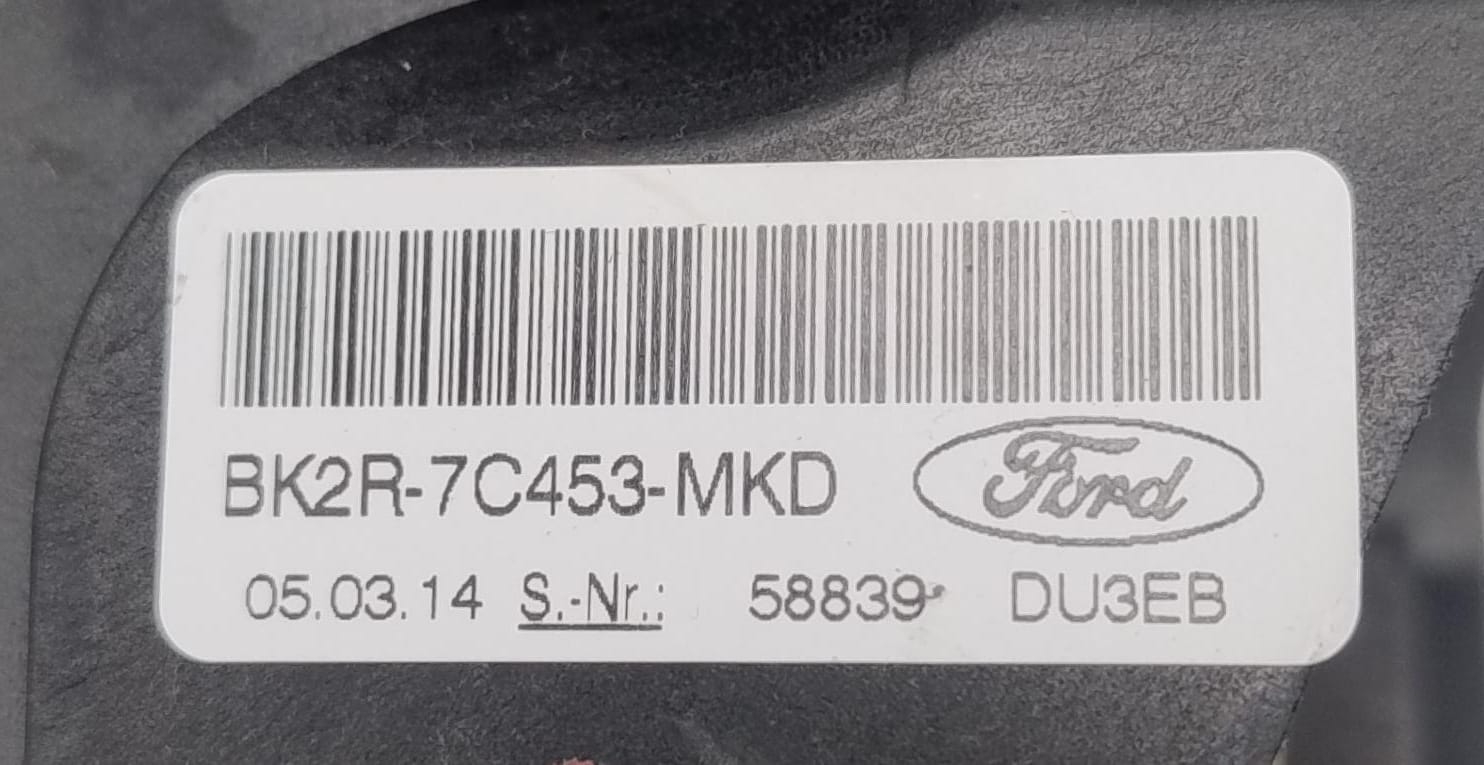 BK2R-7C453-MKD Ford
05.03.14 S.-Nr.: 58839 DU3EB